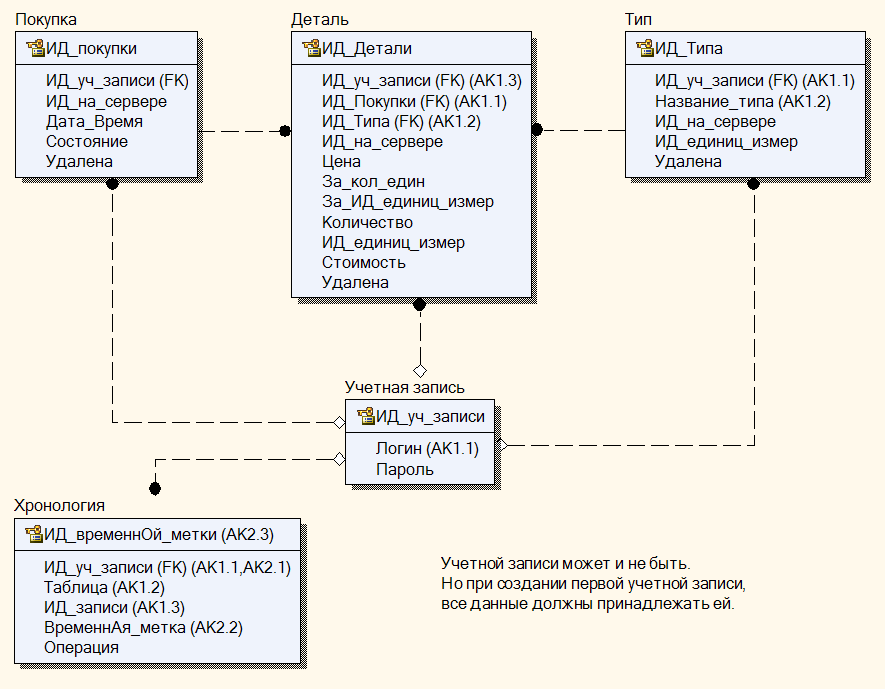 Покупка
ИД_покупки
ИД_уч_записи (FK)
ИД_на_сервере
Дата_Время
Состояние
Удалена
Деталь
ИД_Детали
ИД_уч_записи (FK) (AK1.3)
ИД_Покупки (FK) (AK1.1)
ИД_Типа (FK) (AK1.2)
ИД_на_сервере
Цена
За_кол_един
За_ИД_единиц_измер
Количество
ИД_единиц_измер
Стоимость
Удалена
Тип
ИД_Типа
ИД_уч_записи (FK) (AK1.1)
Название_типа (AK1.2)
ИД_на_сервере
ИД_единиц_измер
Удалена
Учетная запись
ИД_уч_записи
Логин (AK1.1)
Пароль
Хронология
ИД_временнОй_метки (AK2.3)
ИД_уч_записи (FK) (AK1.1,AK2.1)
Таблица (AK1.2)
ИД_записи (AK1.3)
ВременнАя_метка (AK2.2)
Операция
Учетной записи может и не быть.
Но при создании первой учетной записи,
все данные должны принадлежать ей.